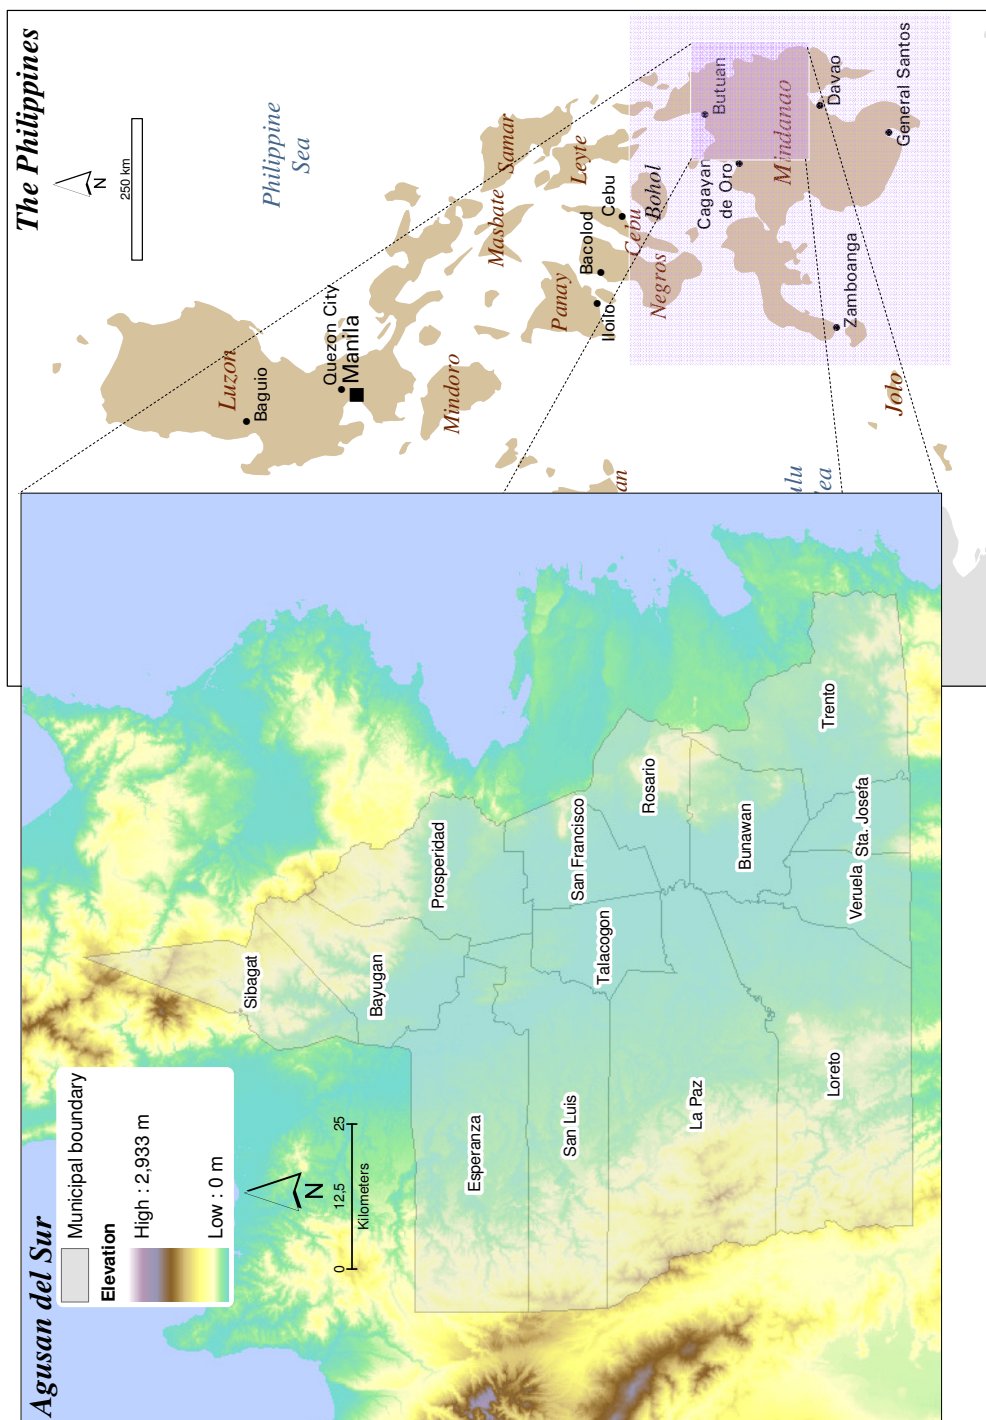 Agusan del Sur
Municipal boundary
Elevation
High : 2,933 m
Low : 0 m
N
0
12,5
25
Kilometers
Sibagat
Bayugan
Prosperidad
Esperanza
San Luis
Talacogon
San Francisco
Rosario
La Paz
Bunawan
Loreto
Veruela
Sta. Josefa
Trento
The Philippines
N
250 km
Philippine
Sea
Luzon
Baguio
Quezon City
Manila
Mindoro
Masbate
Samar
Panay
Leyte
Bacolod
Cebu
Iloilo
Cebu
Bohol
Negros
Butuan
Cagayan
de Oro
Mindanao
Davao
Zamboanga
General Santos
Jolo
an
ulu
ea